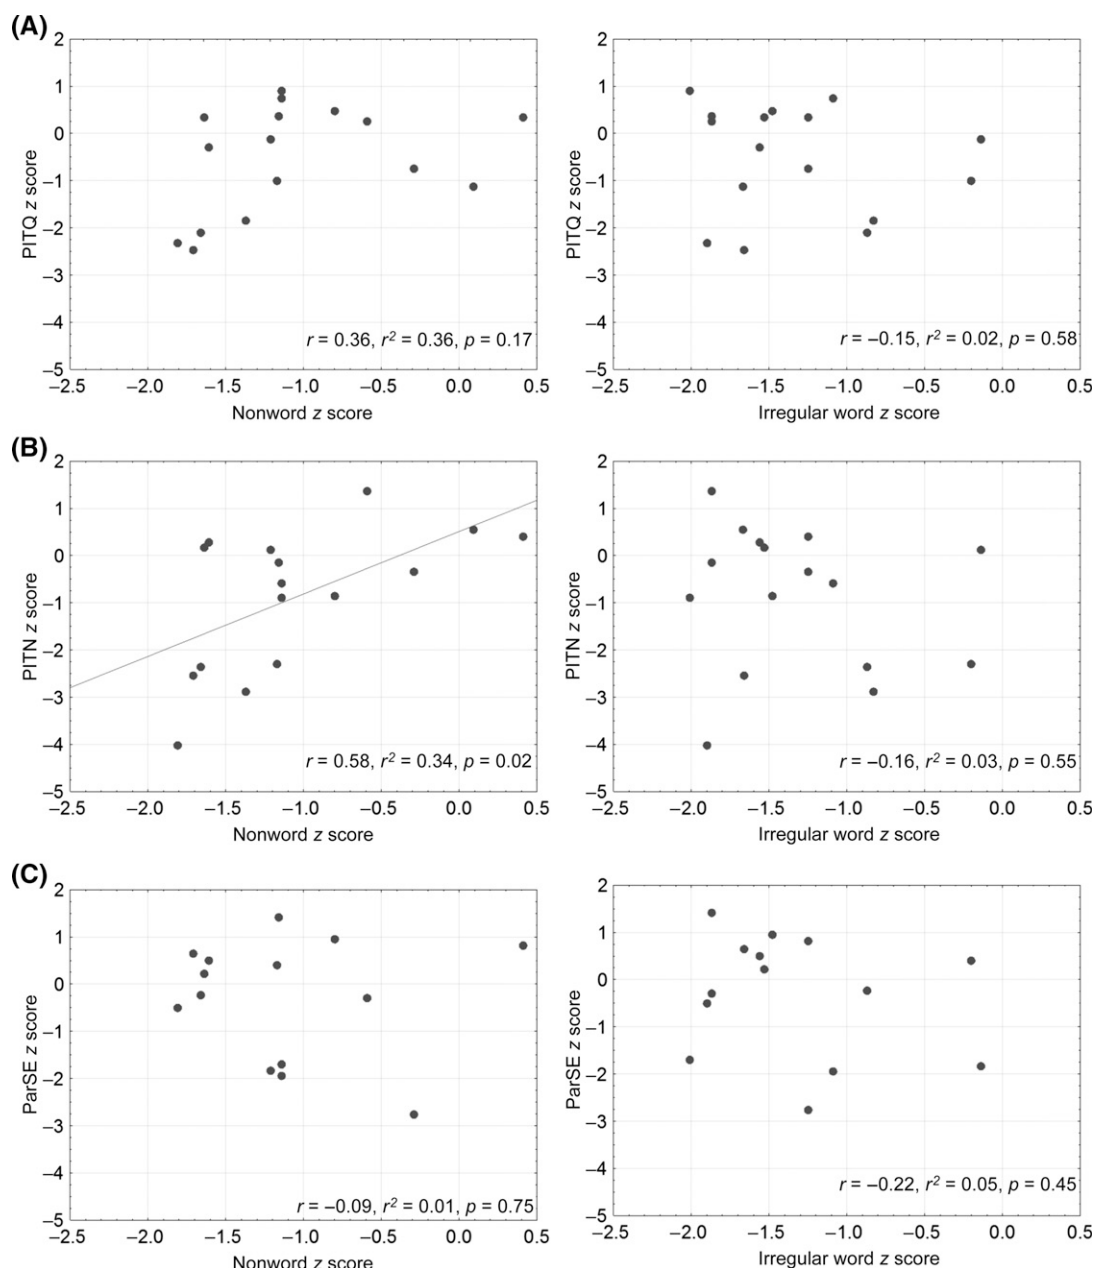 (A)
2
1
0
–1
–2
–3
–4
–5
PITQ z score
r = 0.36, r² = 0.36, p = 0.17
–2.5 –2.0 –1.5 –1.0 –0.5 0.0 0.5
Nonword z score
2
1
0
–1
–2
–3
–4
–5
PITQ z score
r = –0.15, r² = 0.02, p = 0.58
–2.5 –2.0 –1.5 –1.0 –0.5 0.0 0.5
Irregular word z score
(B)
2
1
0
–1
–2
–3
–4
–5
PITN z score
r = 0.58, r² = 0.34, p = 0.02
–2.5 –2.0 –1.5 –1.0 –0.5 0.0 0.5
Nonword z score
2
1
0
–1
–2
–3
–4
–5
PITN z score
r = –0.16, r² = 0.03, p = 0.55
–2.5 –2.0 –1.5 –1.0 –0.5 0.0 0.5
Irregular word z score
(C)
2
1
0
–1
–2
–3
–4
–5
ParSE z score
r = –0.09, r² = 0.01, p = 0.75
–2.5 –2.0 –1.5 –1.0 –0.5 0.0 0.5
Nonword z score
2
1
0
–1
–2
–3
–4
–5
ParSE z score
r = –0.22, r² = 0.05, p = 0.45
–2.5 –2.0 –1.5 –1.0 –0.5 0.0 0.5
Irregular word z score